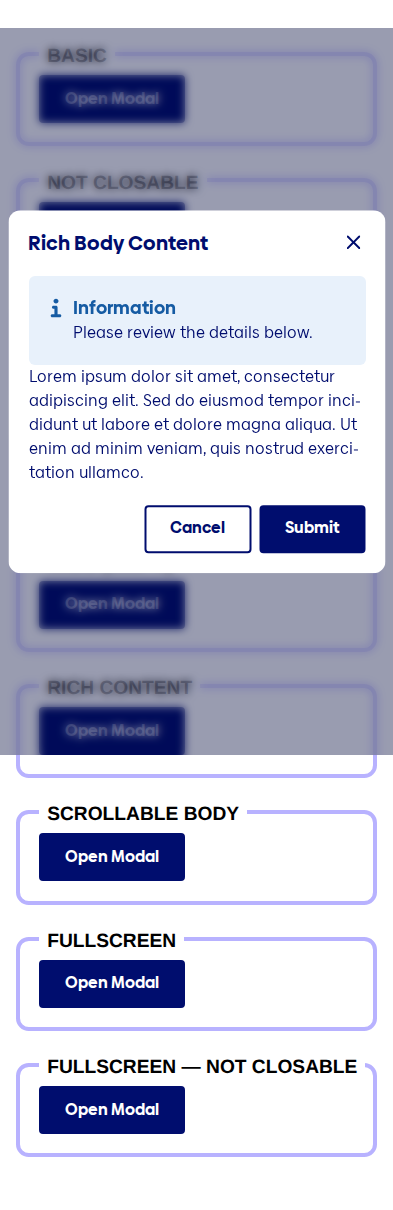 BASIC
Open Modal
NOT CLOSABLE
Rich Body Content
Information
Please review the details below.
Lorem ipsum dolor sit amet, consectetur
adipiscing elit. Sed do eiusmod tempor inci-
didunt ut labore et dolore magna aliqua. Ut
enim ad minim veniam, quis nostrud exerci-
tation ullamco.
Cancel Submit
Open Modal
RICH CONTENT
Open Modal
SCROLLABLE BODY
Open Modal
FULLSCREEN
Open Modal
FULLSCREEN — NOT CLOSABLE
Open Modal